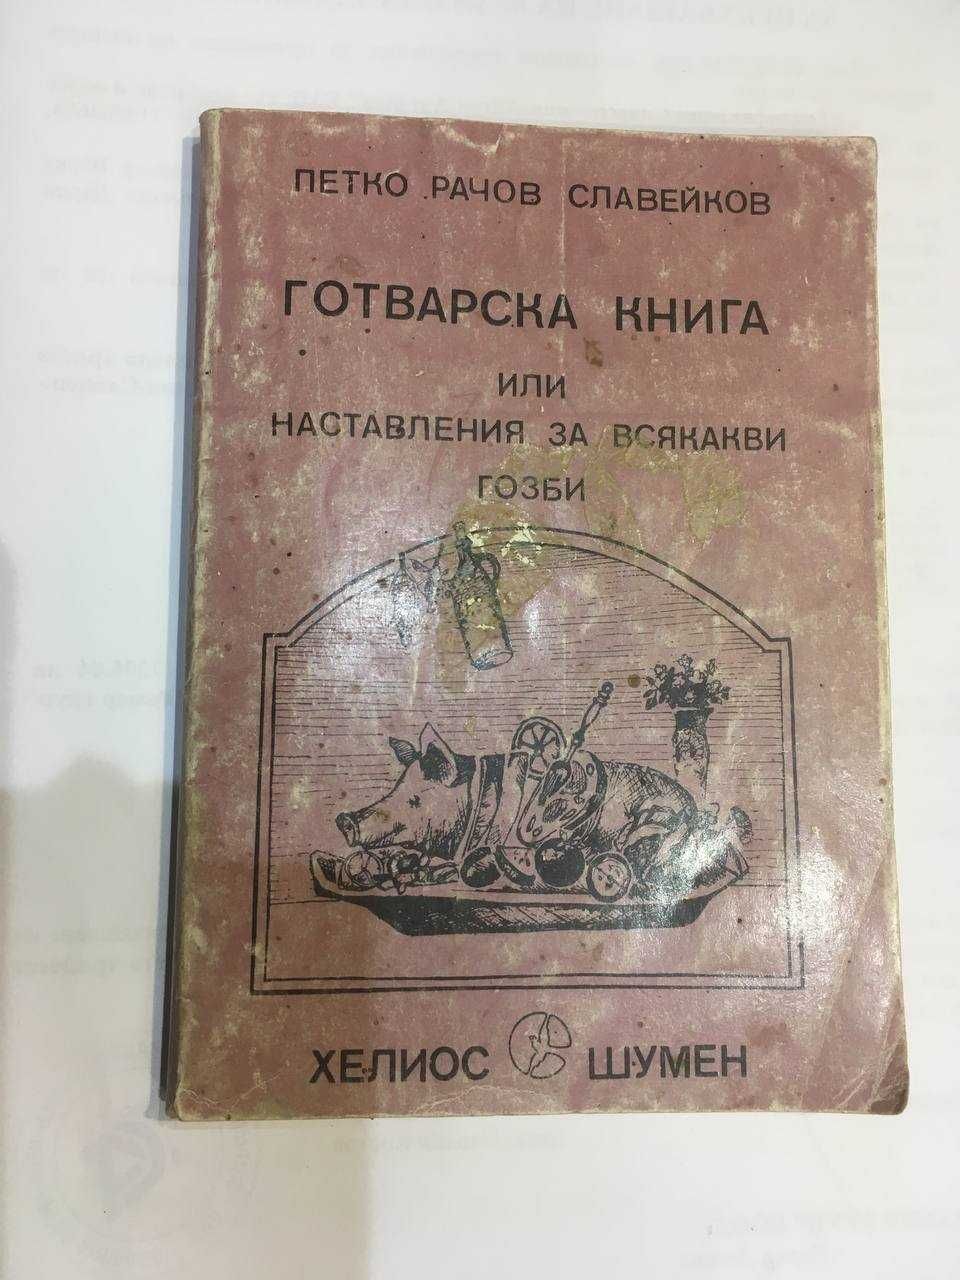 ПЕТКО РАЧОВ СЛАВЕЙКОВ
ГОТВАРСКА КНИГА
ИЛИ
НАСТАВЛЕНИЯ ЗА ВСЯКАКВИ
ГОЗБИ
ХЕЛИОС ШУМЕН